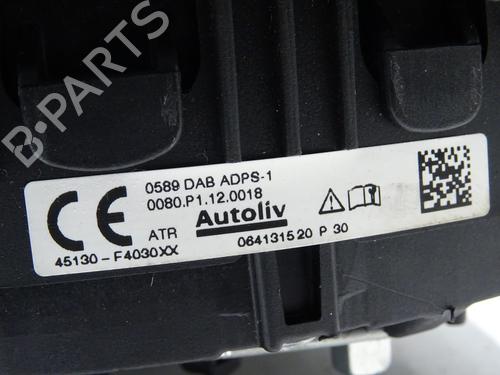 B-PARTS
0589 DAB ADPS-1
0080.P1.12.0018
CE
ATR
Autoliv
45130-F4030XX
064131520 P 30